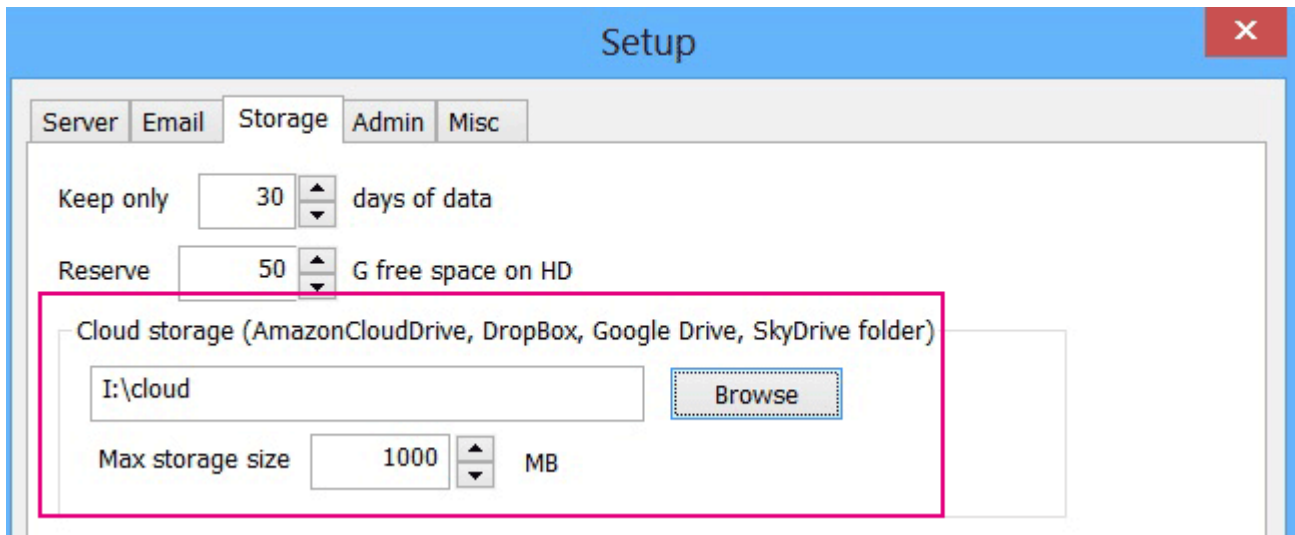 Setup
Server Email Storage Admin Misc
Keep only 30 days of data
Reserve 50 G free space on HD
Cloud storage (AmazonCloudDrive, DropBox, Google Drive, SkyDrive folder)
I:\cloud Browse
Max storage size 1000 MB